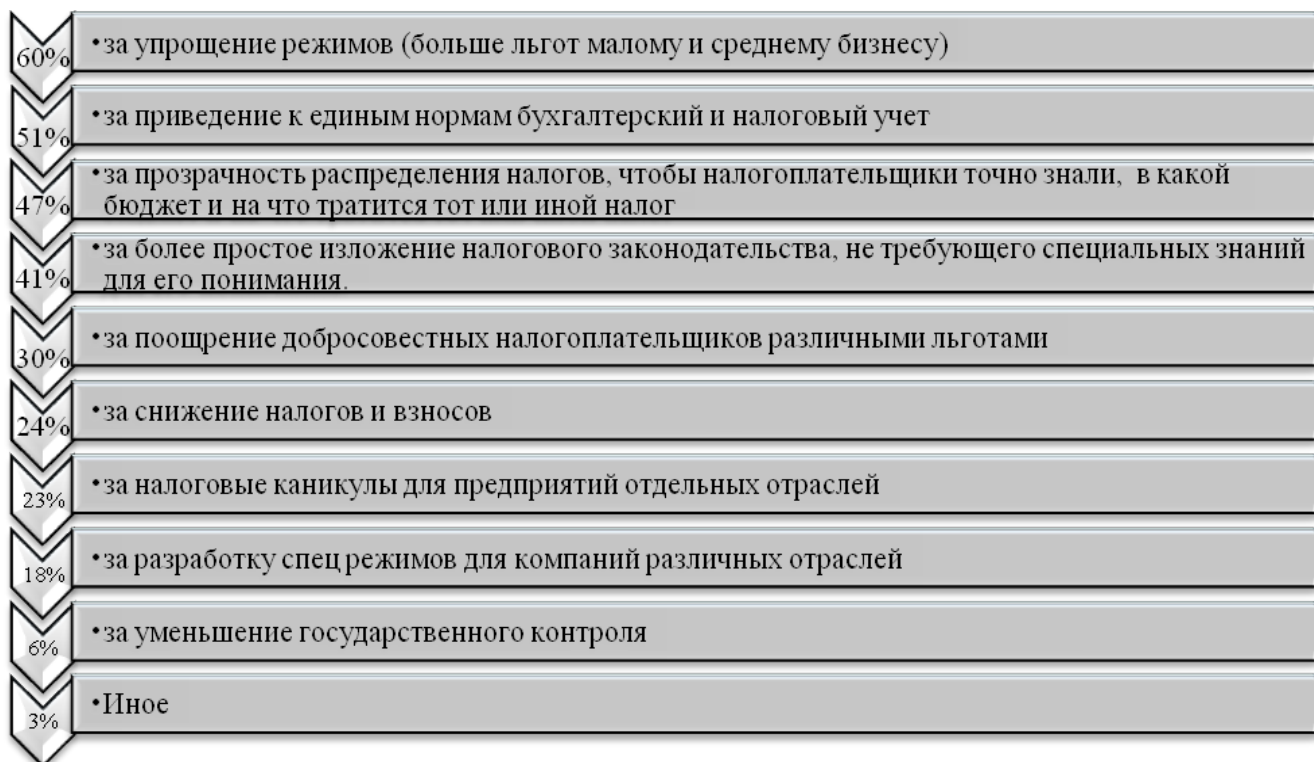 60%
•за упрощение режимов (больше льгот малому и среднему бизнесу)
51%
•за приведение к единым нормам бухгалтерский и налоговый учет
47%
•за прозрачность распределения налогов, чтобы налогоплательщики точно знали, в какой
бюджет и на что тратится тот или иной налог
41%
•за более простое изложение налогового законодательства, не требующего специальных знаний
для его понимания.
30%
•за поощрение добросовестных налогоплательщиков различными льготами
24%
•за снижение налогов и взносов
23%
•за налоговые каникулы для предприятий отдельных отраслей
18%
•за разработку спец режимов для компаний различных отраслей
6%
•за уменьшение государственного контроля
3%
•Иное